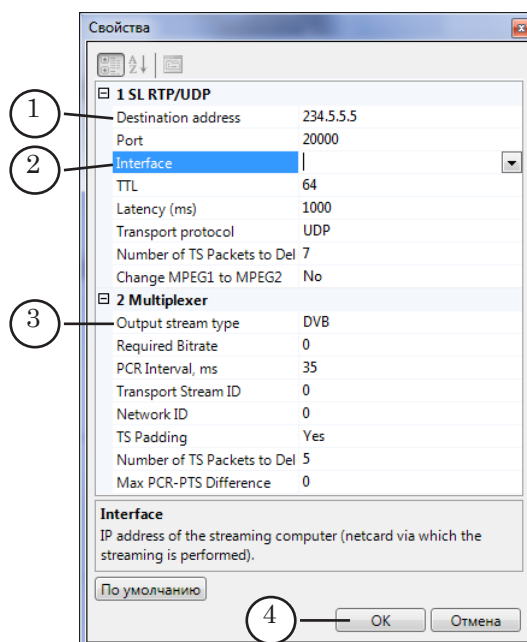 Свойства
1 SL RTP/UDP
1 Destination address 234.5.5.5
Port 20000
2 Interface
TTL 64
Latency (ms) 1000
Transport protocol UDP
Number of TS Packets to Del 7
Change MPEG1 to MPEG2 No
2 Multiplexer
3 Output stream type DVB
Required Bitrate 0
PCR Interval, ms 35
Transport Stream ID 0
Network ID 0
TS Padding Yes
Number of TS Packets to Del 5
Max PCR-PTS Difference 0
Interface
IP address of the streaming computer (netcard via which the
streaming is performed).
По умолчанию
4 OK Отмена